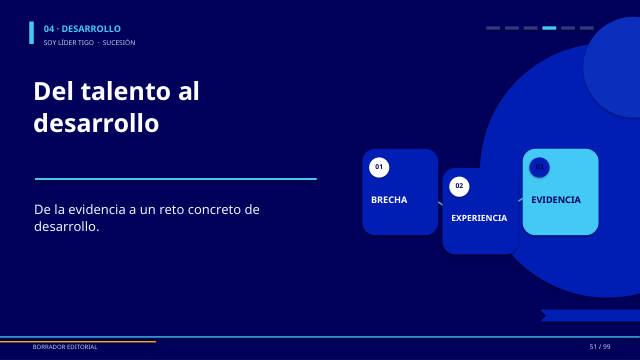 04 · DESARROLLO
SOY LÍDER TIGO · SUCESIÓN
Del talento al
desarrollo
De la evidencia a un reto concreto de
desarrollo.
01
BRECHA
02
EXPERIENCIA
03
EVIDENCIA
BORRADOR EDITORIAL
51 / 99